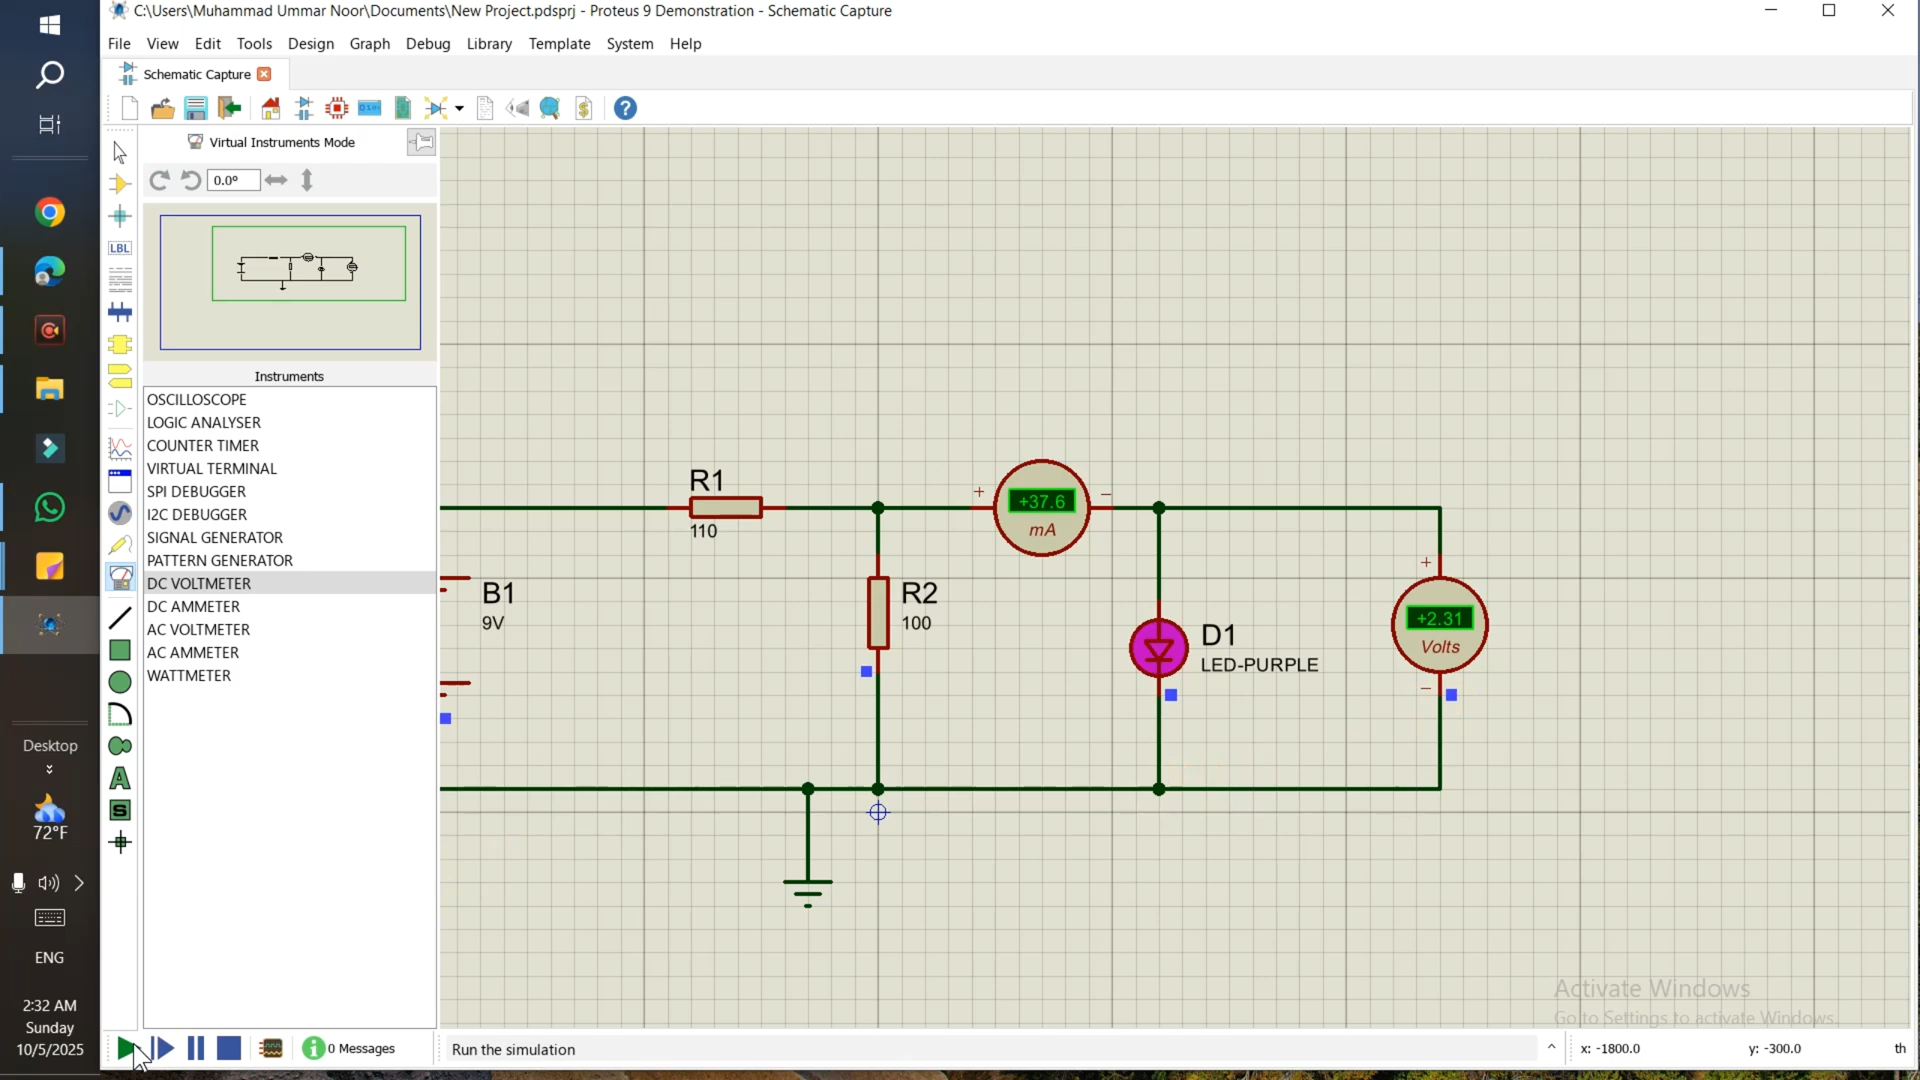 C:\Users\Muhammad Ummar Noor\Documents\New Project.pdsprj - Proteus 9 Demonstration - Schematic Capture
File View Edit Tools Design Graph Debug Library Template System Help
Schematic Capture
Virtual Instruments Mode
0.0°
LBL
Instruments
OSCILLOSCOPE
LOGIC ANALYSER
COUNTER TIMER
VIRTUAL TERMINAL
SPI DEBUGGER
I2C DEBUGGER
SIGNAL GENERATOR
PATTERN GENERATOR
DC VOLTMETER
DC AMMETER
AC VOLTMETER
AC AMMETER
WATTMETER
A
S
R1
110
+ +37.6 −
mA
B1
9V
R2
100
D1
LED-PURPLE
+
+2.31
Volts
−
Desktop
72°F
ENG
2:32 AM
Sunday
10/5/2025
Activate Windows
Go to Settings to activate Windows.
0 Messages
Run the simulation
x: -1800.0 y: -300.0 th